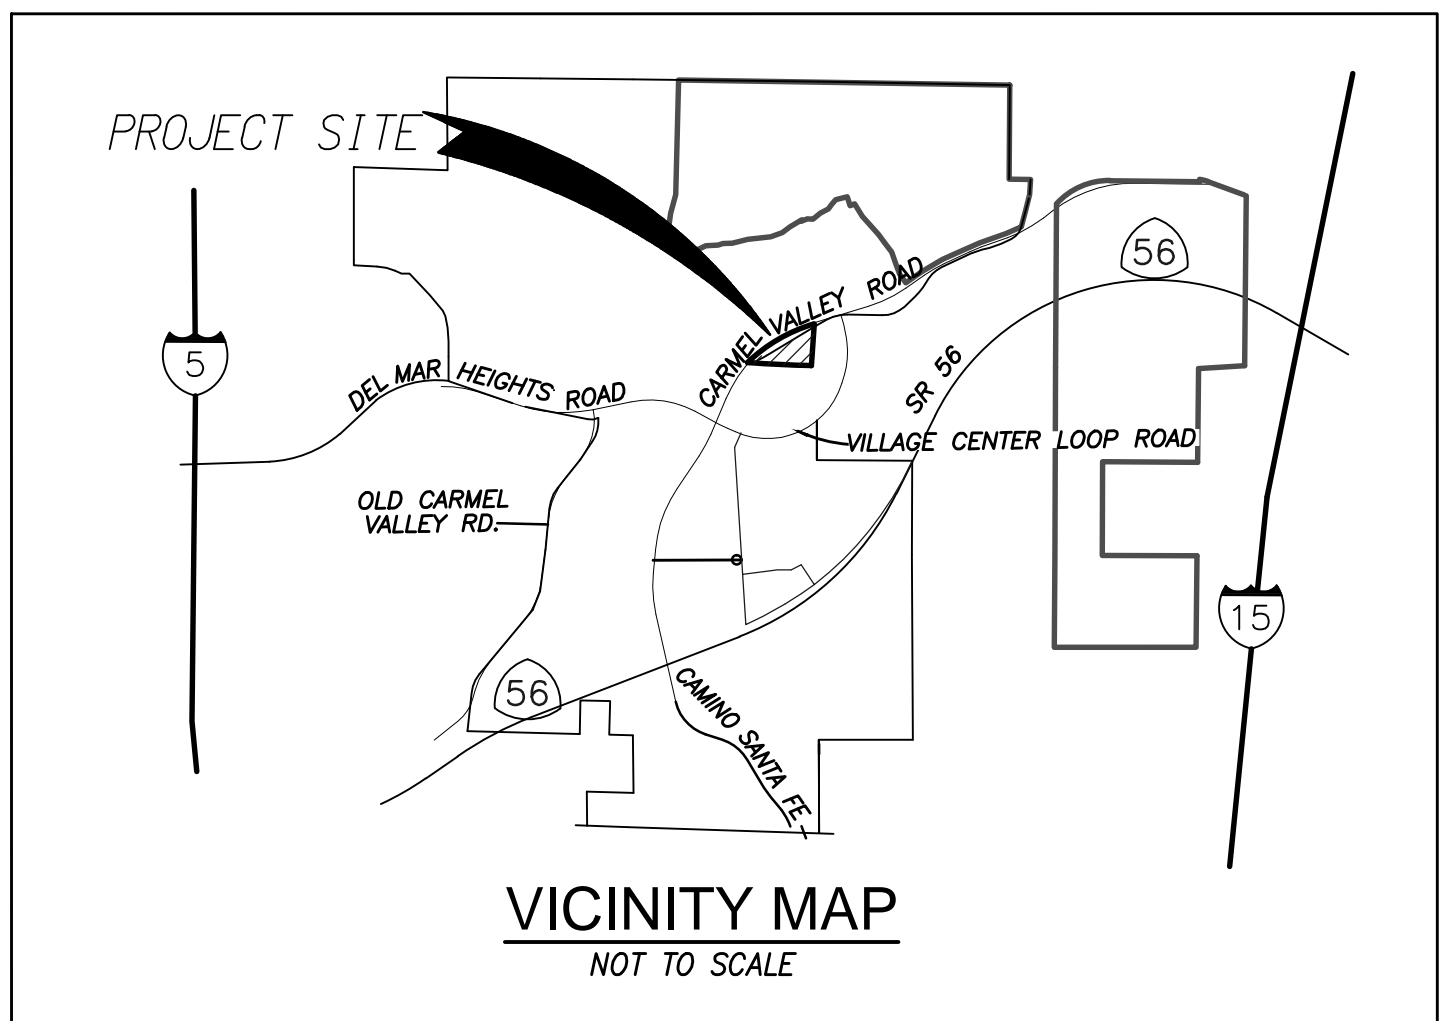 PROJECT SITE
56
CARMEL VALLEY ROAD
5
DEL MAR HEIGHTS ROAD
SR 56
VILLAGE CENTER LOOP ROAD
OLD CARMEL
VALLEY RD.
15
56
CAMINO SANTA FE
VICINITY MAP
NOT TO SCALE